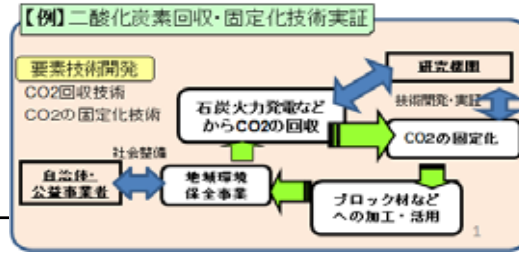 【例】二酸化炭素回収・固定化技術実証
要素技術開発
CO2回収技術
CO2の固定化技術
石炭火力発電など
からCO2の回収
研究機関
技術開発・実証
CO2の固定化
社会整備
自治体・
公益事業者
地域環境
保全事業
ブロック材など
への加工・活用
1